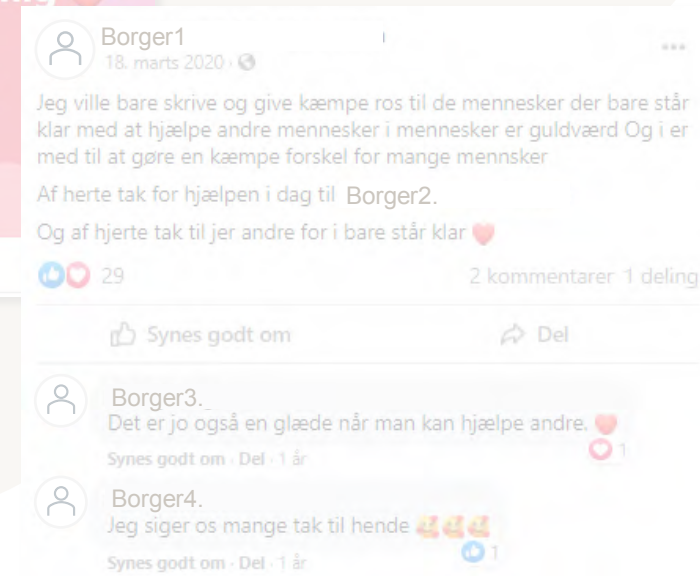 Borger1
18. marts 2020 ·
Jeg ville bare skrive og give kæmpe ros til de mennesker der bare står
klar med at hjælpe andre mennesker i mennesker er guldværd Og i er
med til at gøre en kæmpe forskel for mange mennsker
Af herte tak for hjælpen i dag til Borger2.
Og af hjerte tak til jer andre for i bare står klar ❤️
29 2 kommentarer 1 deling
Synes godt om Del
Borger3.
Det er jo også en glæde når man kan hjælpe andre. ❤️
Synes godt om · Del · 1 år 1
Borger4.
Jeg siger os mange tak til hende 🥰🥰🥰
Synes godt om · Del · 1 år 1